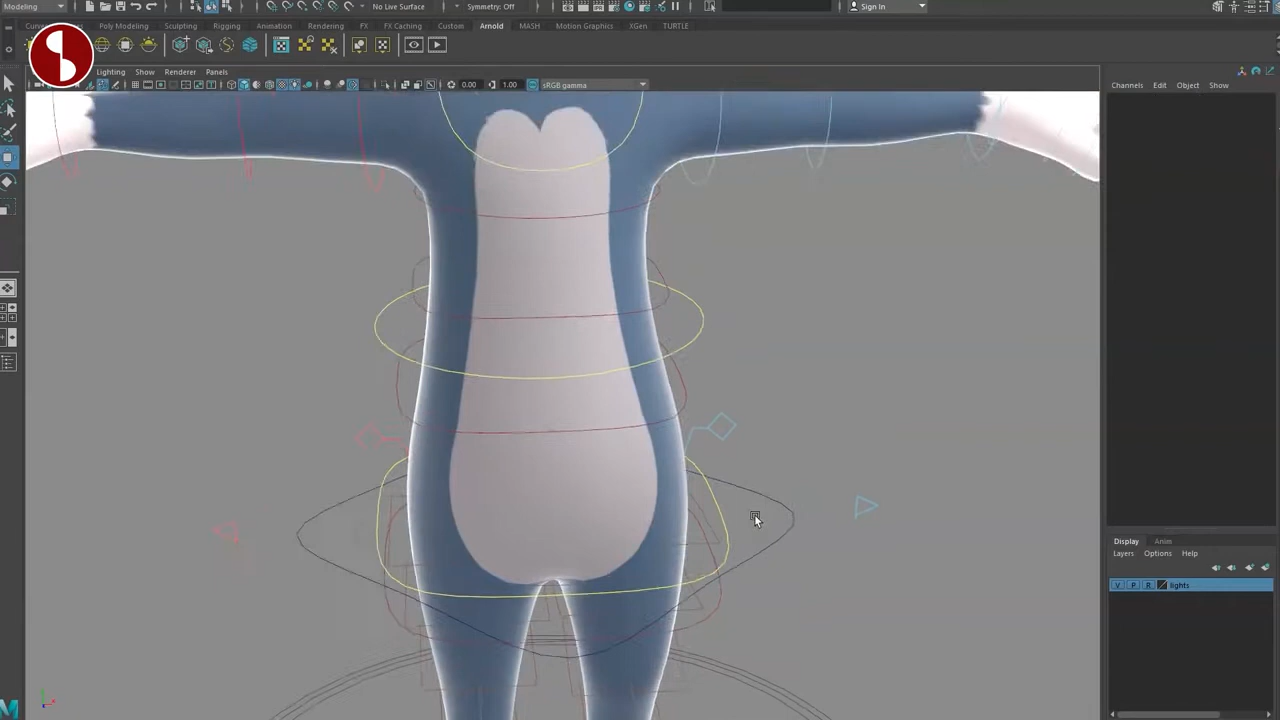 Modeling
No Live Surface
Symmetry: Off
Sign In
Poly Modeling Sculpting Rigging Animation Rendering FX FX Caching Custom Arnold MASH Motion Graphics XGen TURTLE
Lighting Show Renderer Panels
0.00 1.00 sRGB gamma
Channels Edit Object Show
Display Anim
Layers Options Help
V P R lights